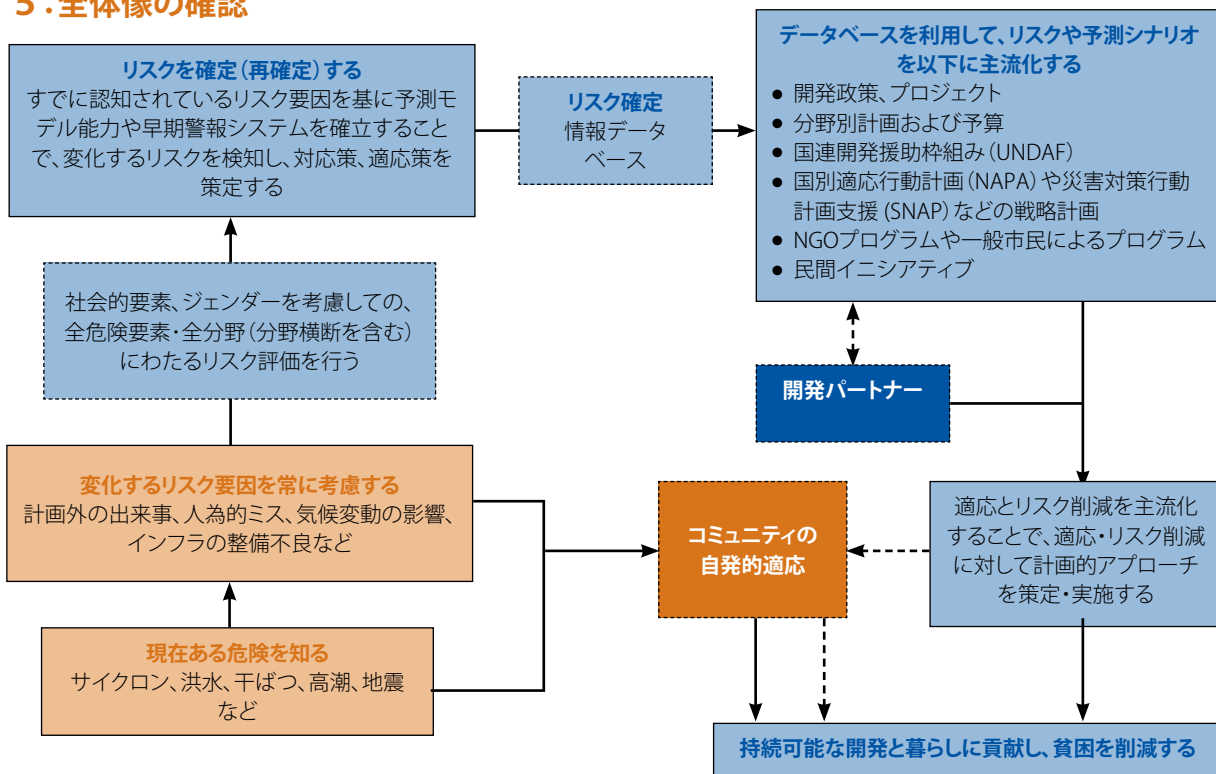 5．全体像の確認
リスクを確定（再確定）する
すでに認知されているリスク要因を基に予測モ
デル能力や早期警報システムを確立すること
で、変化するリスクを検知し、対応策、適応策を
策定する
リスク確定
情報データ
ベース
データベースを利用して、リスクや予測シナリオ
を以下に主流化する
● 開発政策、プロジェクト
● 分野別計画および予算
● 国連開発援助枠組み（UNDAF）
● 国別適応行動計画（NAPA）や災害対策行動
計画支援 (SNAP) などの戦略計画
● NGOプログラムや一般市民によるプログラム
● 民間イニシアティブ
社会的要素、ジェンダーを考慮しての、
全危険要素・全分野（分野横断を含む）
にわたるリスク評価を行う
開発パートナー
変化するリスク要因を常に考慮する
計画外の出来事、人為的ミス、気候変動の影響、
インフラの整備不良など
コミュニティの
自発的適応
適応とリスク削減を主流化
することで、適応・リスク削減
に対して計画的アプローチ
を策定・実施する
現在ある危険を知る
サイクロン、洪水、干ばつ、高潮、地震
など
持続可能な開発と暮らしに貢献し、貧困を削減する